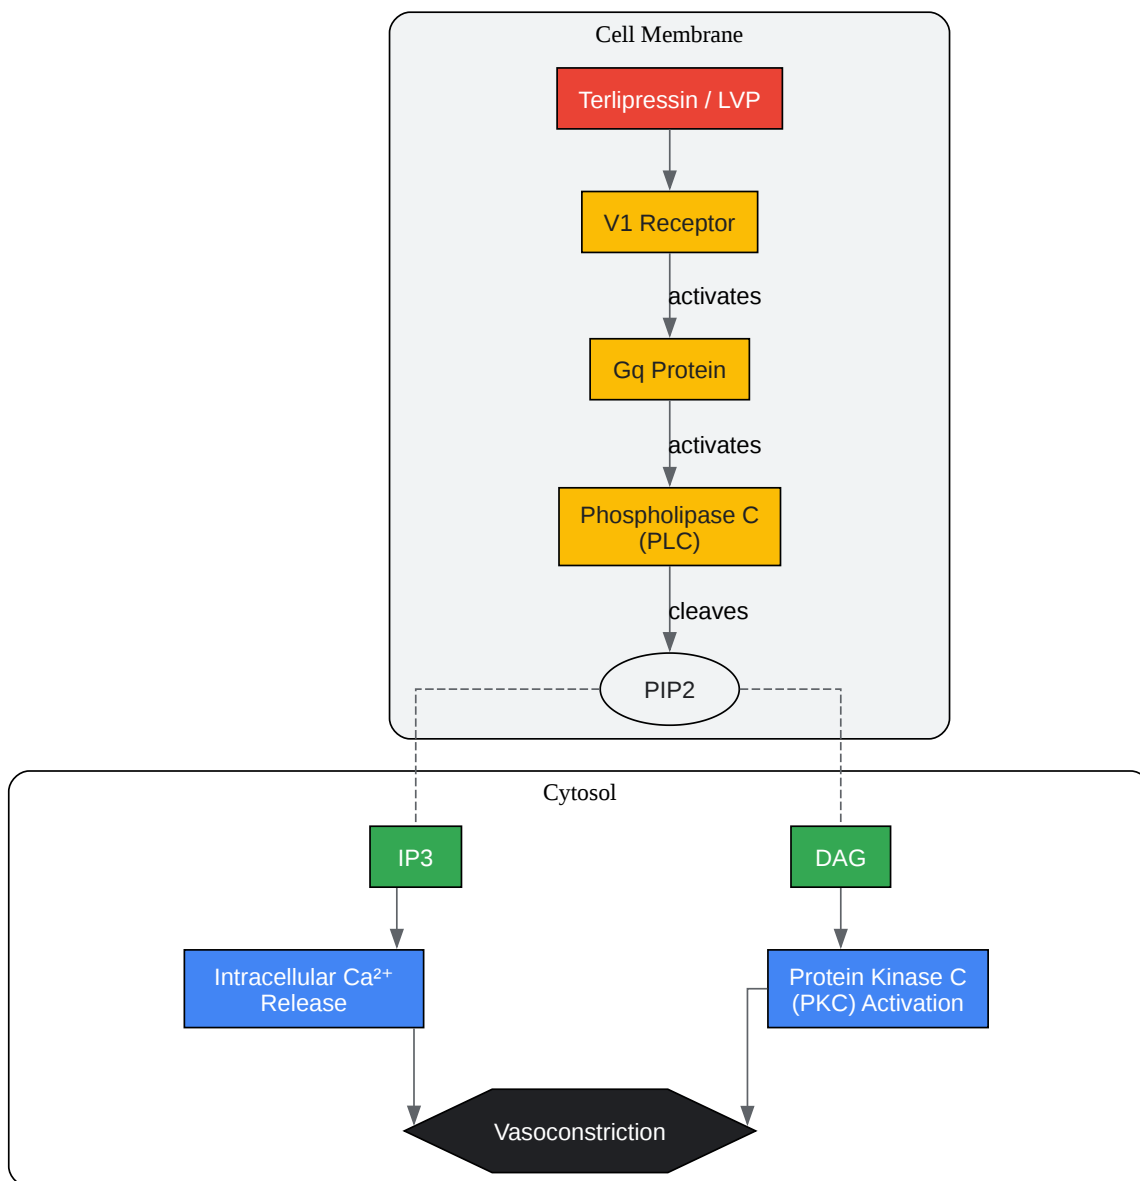 Cell Membrane
Terlipressin / LVP
V1 Receptor
activates
Gq Protein
activates
Phospholipase C
(PLC)
cleaves
PIP2
Cytosol
IP3
DAG
Intracellular Ca²⁺
Release
Protein Kinase C
(PKC) Activation
Vasoconstriction